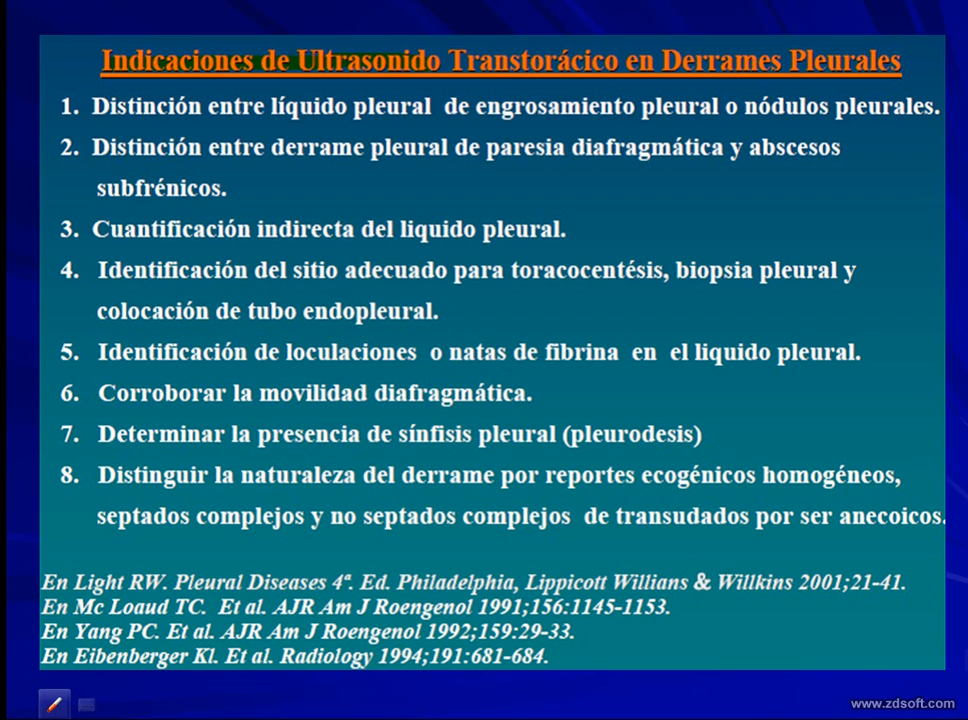 Indicaciones de Ultrasonido Transtorácico en Derrames Pleurales
1. Distinción entre líquido pleural de engrosamiento pleural o nódulos pleurales.
2. Distinción entre derrame pleural de paresia diafragmática y abscesos
subfrénicos.
3. Cuantificación indirecta del liquido pleural.
4. Identificación del sitio adecuado para toracocentésis, biopsia pleural y
colocación de tubo endopleural.
5. Identificación de loculaciones o natas de fibrina en el liquido pleural.
6. Corroborar la movilidad diafragmática.
7. Determinar la presencia de sínfisis pleural (pleurodesis)
8. Distinguir la naturaleza del derrame por reportes ecogénicos homogéneos,
septados complejos y no septados complejos de transudados por ser anecoicos.
En Light RW. Pleural Diseases 4ª. Ed. Philadelphia, Lippicott Willians & Willkins 2001;21-41.
En Mc Loaud TC. Et al. AJR Am J Roengenol 1991;156:1145-1153.
En Yang PC. Et al. AJR Am J Roengenol 1992;159:29-33.
En Eibenberger Kl. Et al. Radiology 1994;191:681-684.
www.zdsoft.com